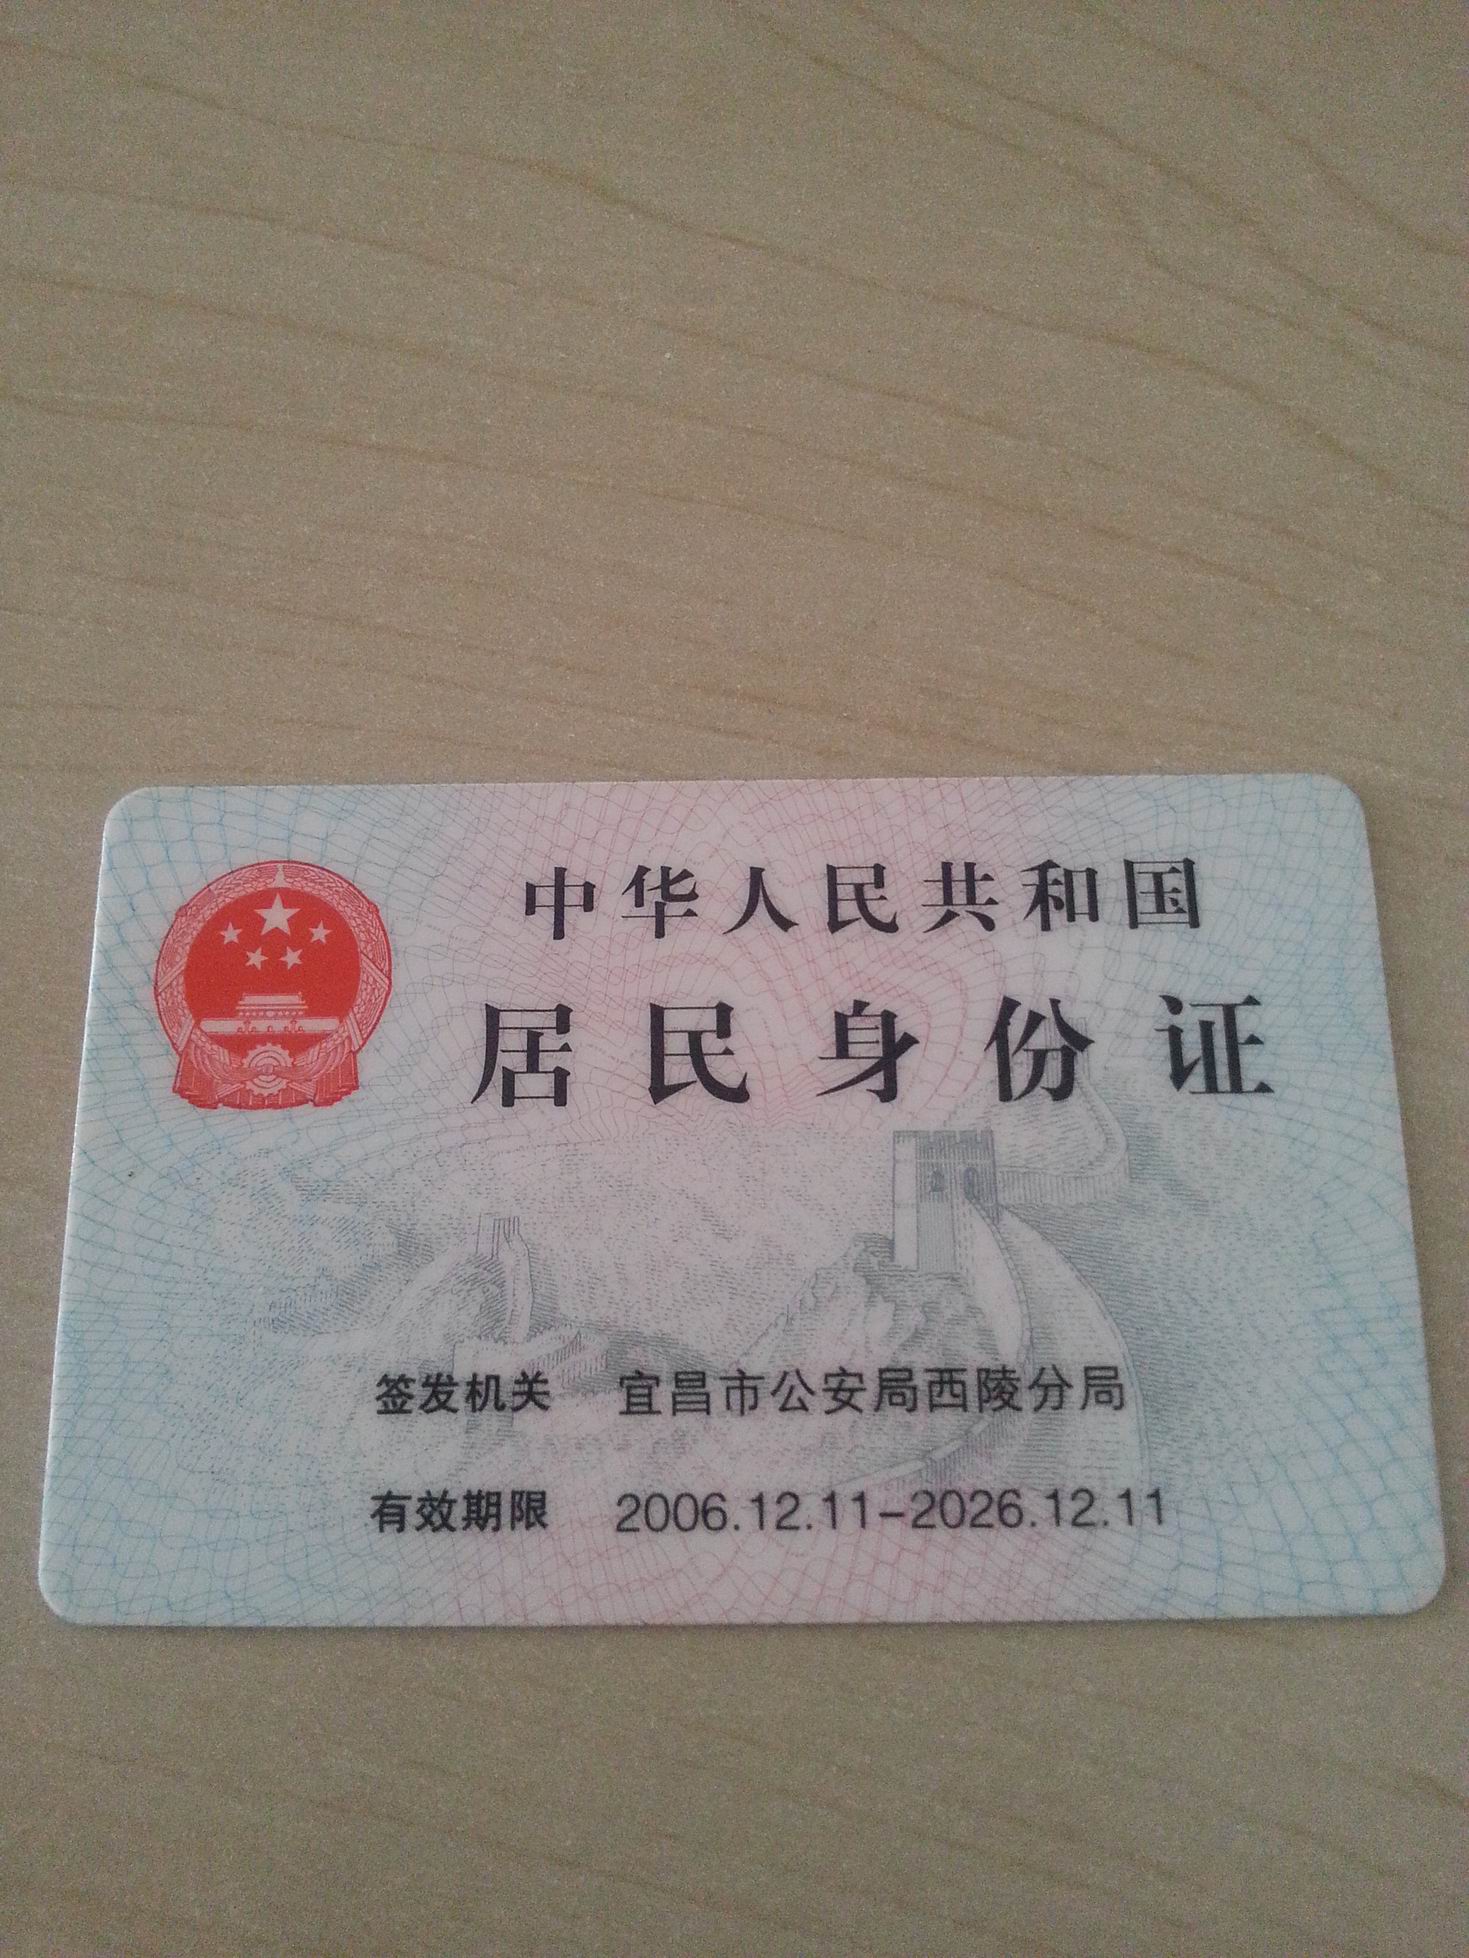 中华人民共和国
居民身份证
签发机关 宜昌市公安局西陵分局
有效期限 2006.12.11-2026.12.11